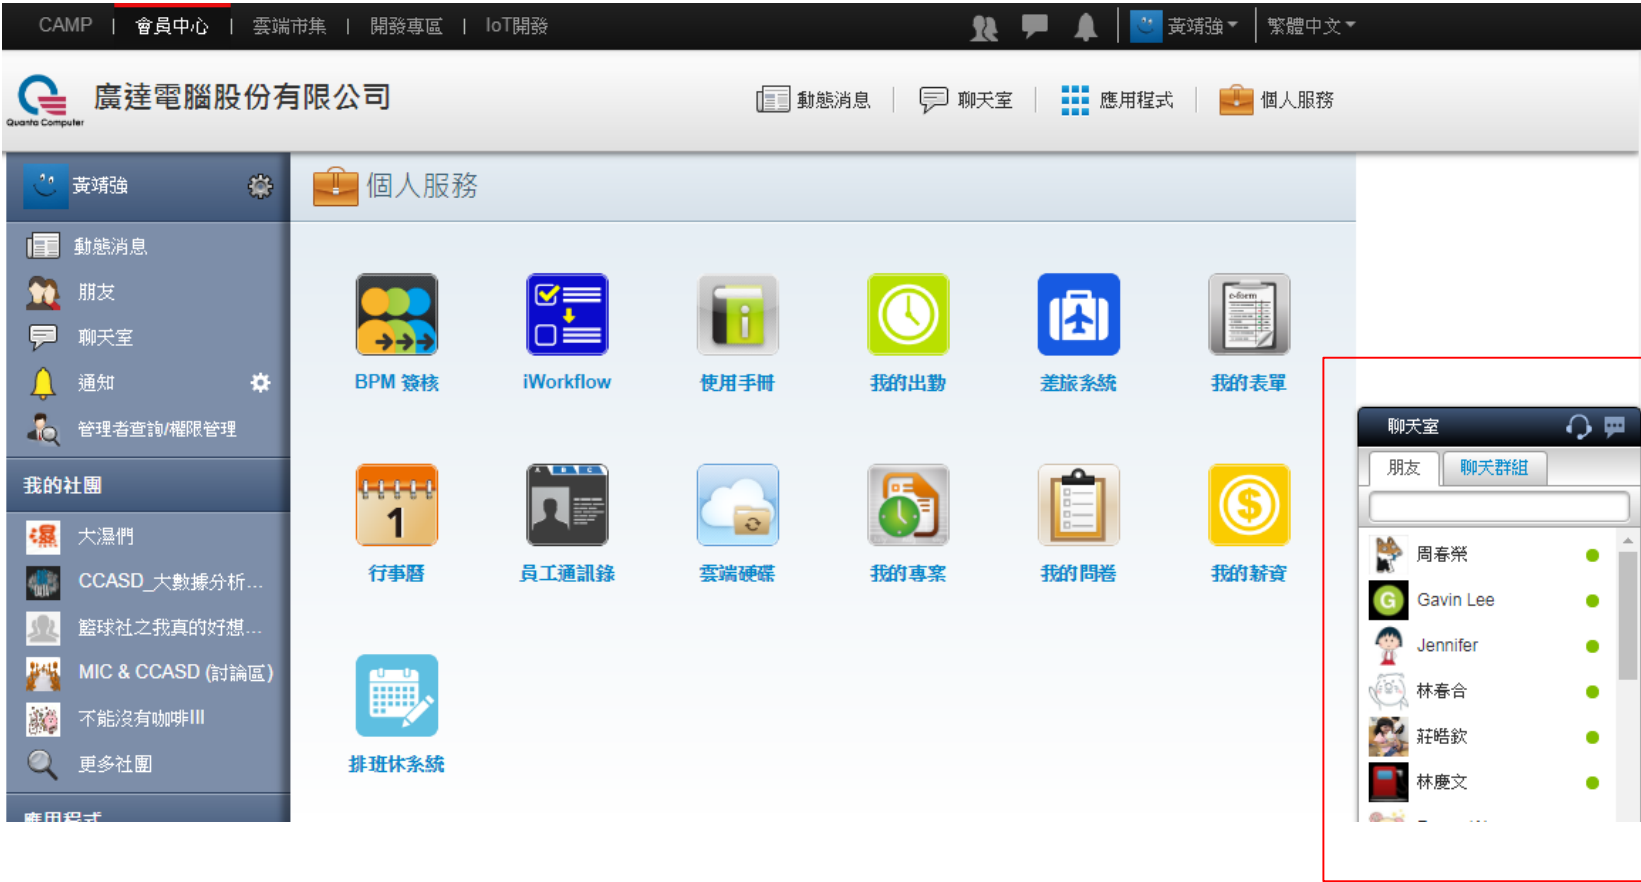 CAMP | 會員中心 | 雲端市集 | 開發專區 | IoT開發
黃靖強
繁體中文
Quanta Computer
廣達電腦股份有限公司
動態消息 | 聊天室 | 應用程式 | 個人服務
黃靖強
動態消息
朋友
聊天室
通知
管理者查詢/權限管理
我的社團
大濕們
CCASD_大數據分析...
籃球社之我真的好想...
MIC & CCASD (討論區)
不能沒有咖啡III
更多社團
應用程式
個人服務
BPM 簽核
iWorkflow
使用手冊
我的出勤
差旅系統
e-form
我的表單
1
行事曆
A B C
員工通訊錄
雲端硬碟
我的專案
我的問卷
我的薪資
排班休系統
聊天室
朋友
聊天群組
周春榮
G
Gavin Lee
Jennifer
林春合
莊皓欽
林慶文